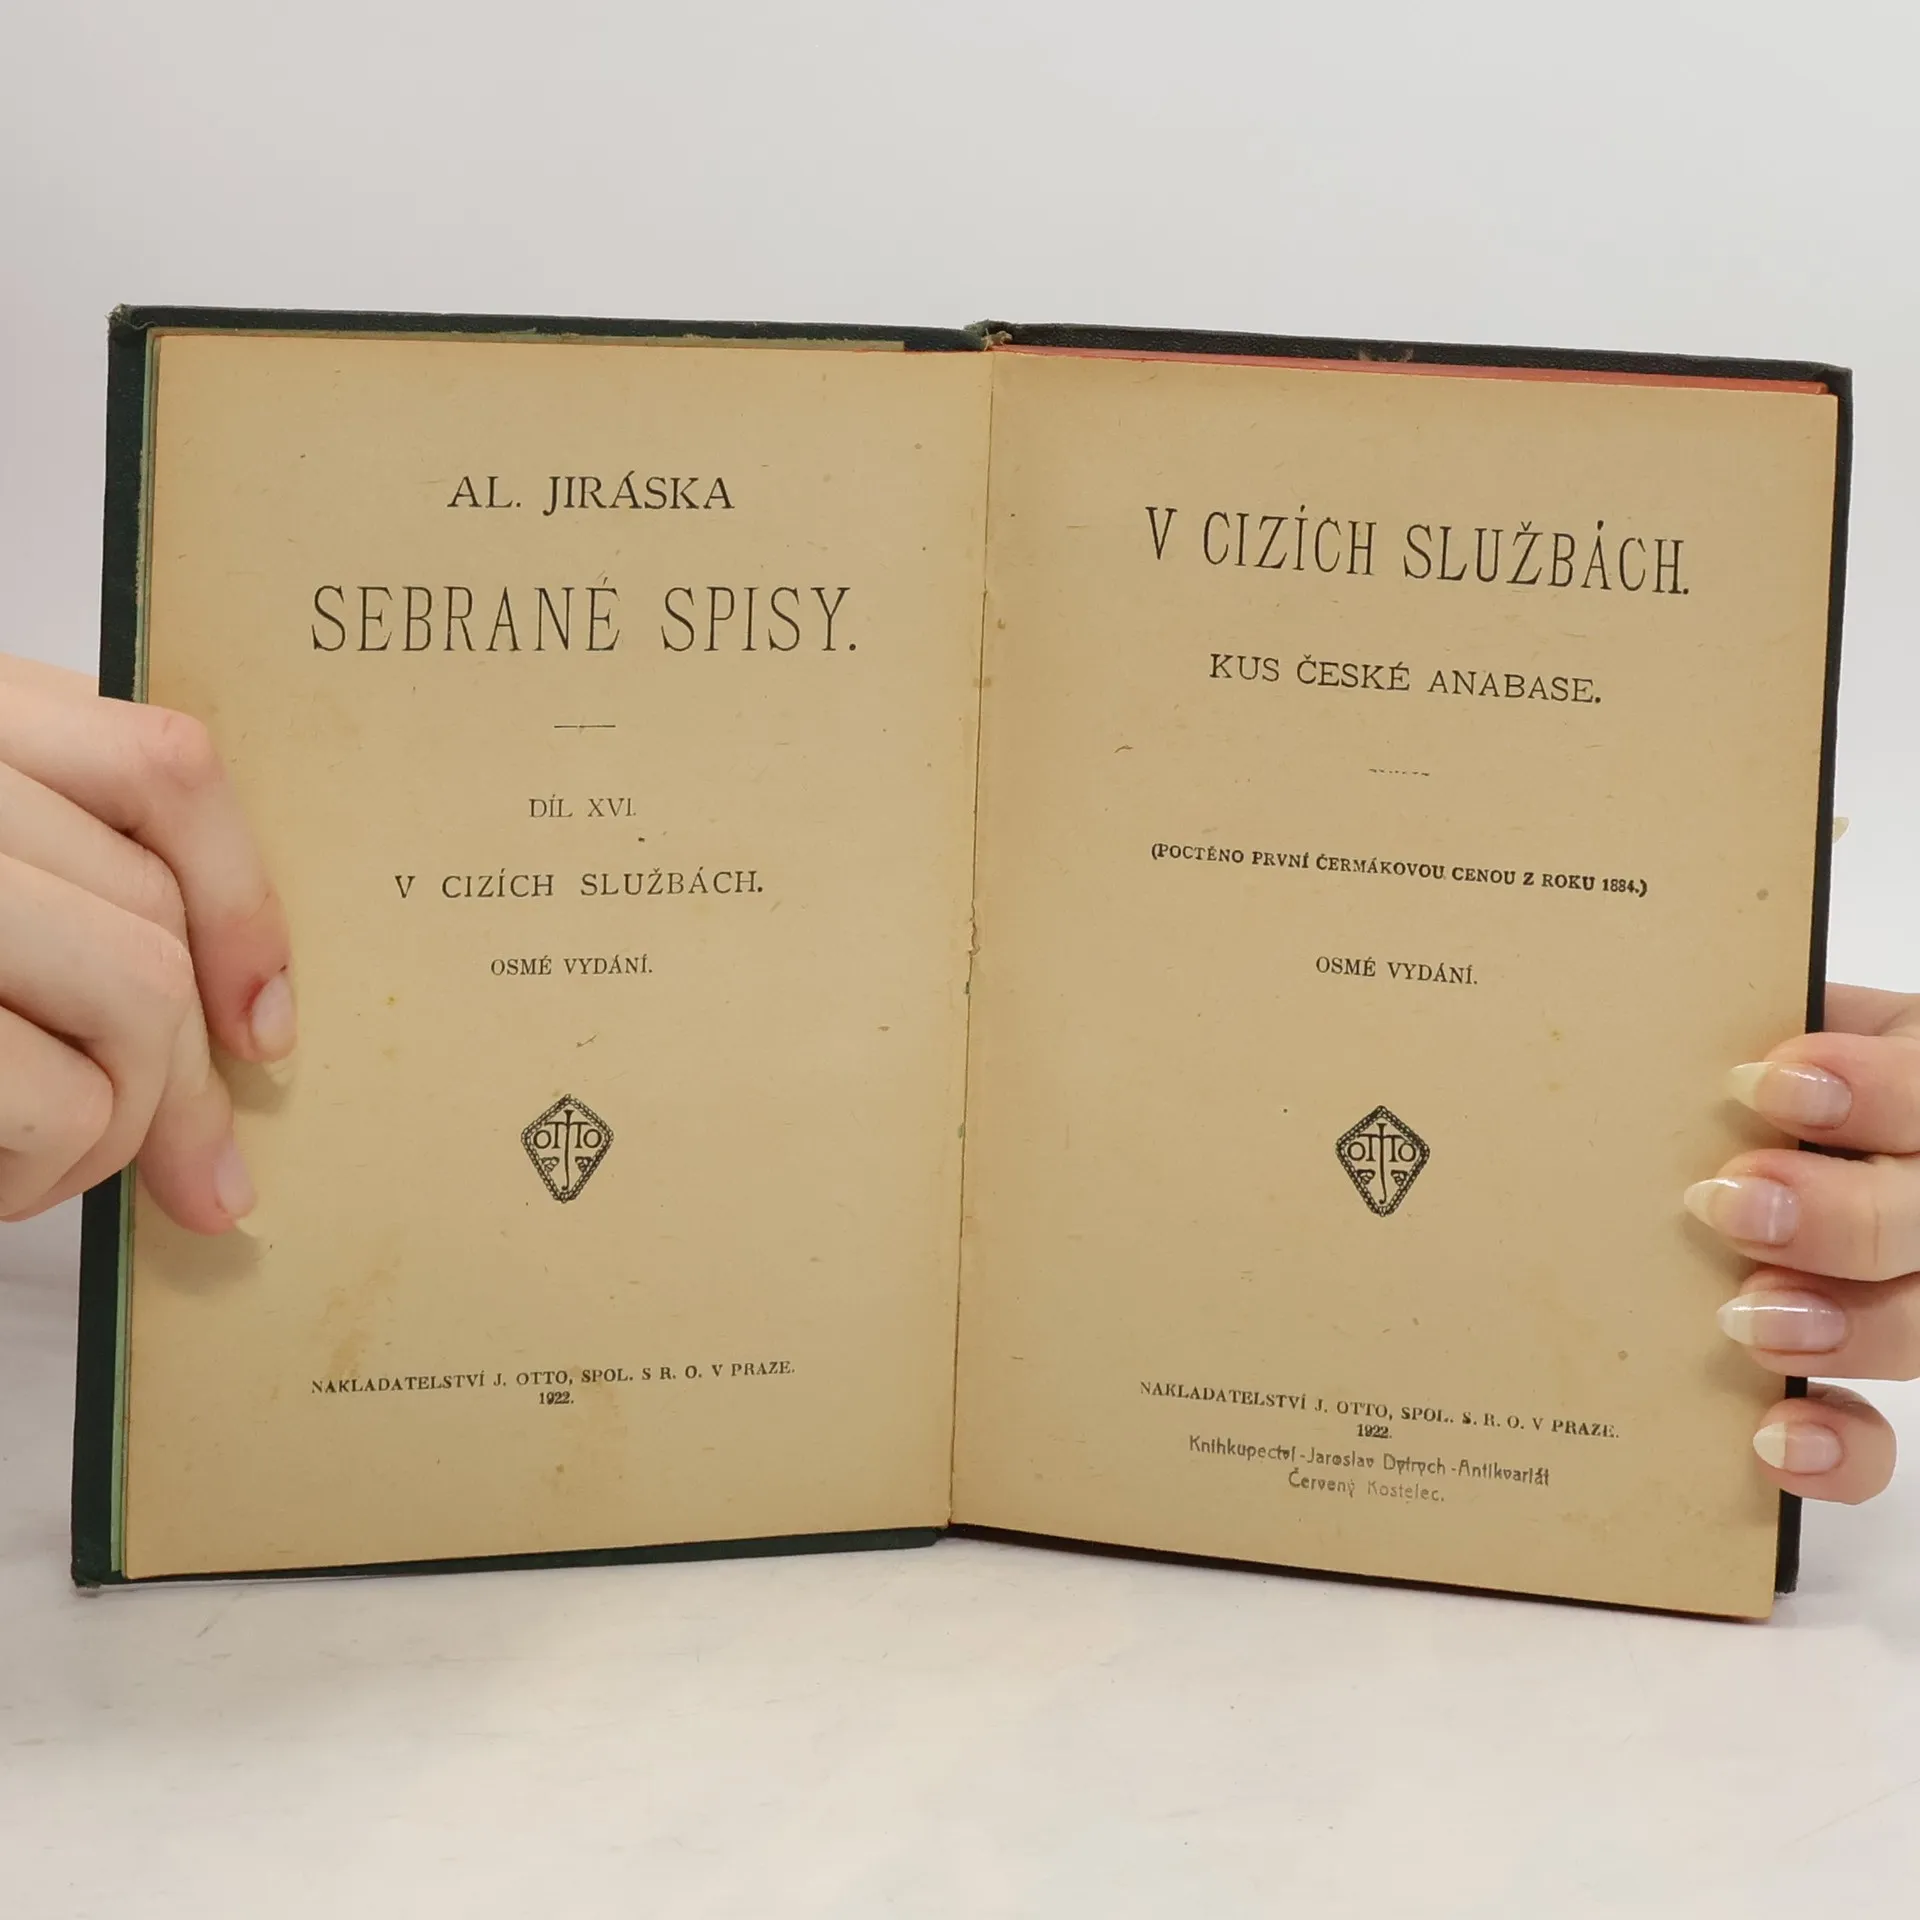 AL. JIRÁSKA
SEBRANÉ SPISY.
DÍL XVI.
V CIZÍCH SLUŽBÁCH.
OSMÉ VYDÁNÍ.
OTTO
NAKLADATELSTVÍ J. OTTO, SPOL. S R. O. V PRAZE.
1922.
V CIZÍCH SLUŽBÁCH.
KUS ČESKÉ ANABASE.
(POCTĚNO PRVNÍ ČERMÁKOVOU CENOU Z ROKU 1884.)
OSMÉ VYDÁNÍ.
OTTO
NAKLADATELSTVÍ J. OTTO, SPOL. S. R. O. V PRAZE.
1922.
Knihkupectví - Jaroslav Dytrych - Antikvariát
Červený Kostelec.